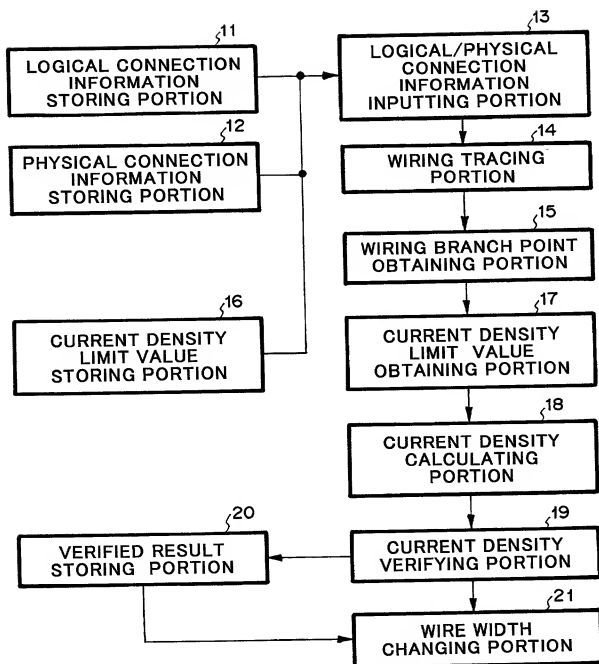 11
LOGICAL CONNECTION
INFORMATION
STORING PORTION
12
PHYSICAL CONNECTION
INFORMATION
STORING PORTION
13
LOGICAL/PHYSICAL
CONNECTION
INFORMATION
INPUTTING PORTION
14
WIRING TRACING
PORTION
15
WIRING BRANCH POINT
OBTAINING PORTION
16
CURRENT DENSITY
LIMIT VALUE
STORING PORTION
17
CURRENT DENSITY
LIMIT VALUE
OBTAINING PORTION
18
CURRENT DENSITY
CALCULATING
PORTION
19
CURRENT DENSITY
VERIFYING PORTION
20
VERIFIED RESULT
STORING PORTION
21
WIRE WIDTH
CHANGING PORTION